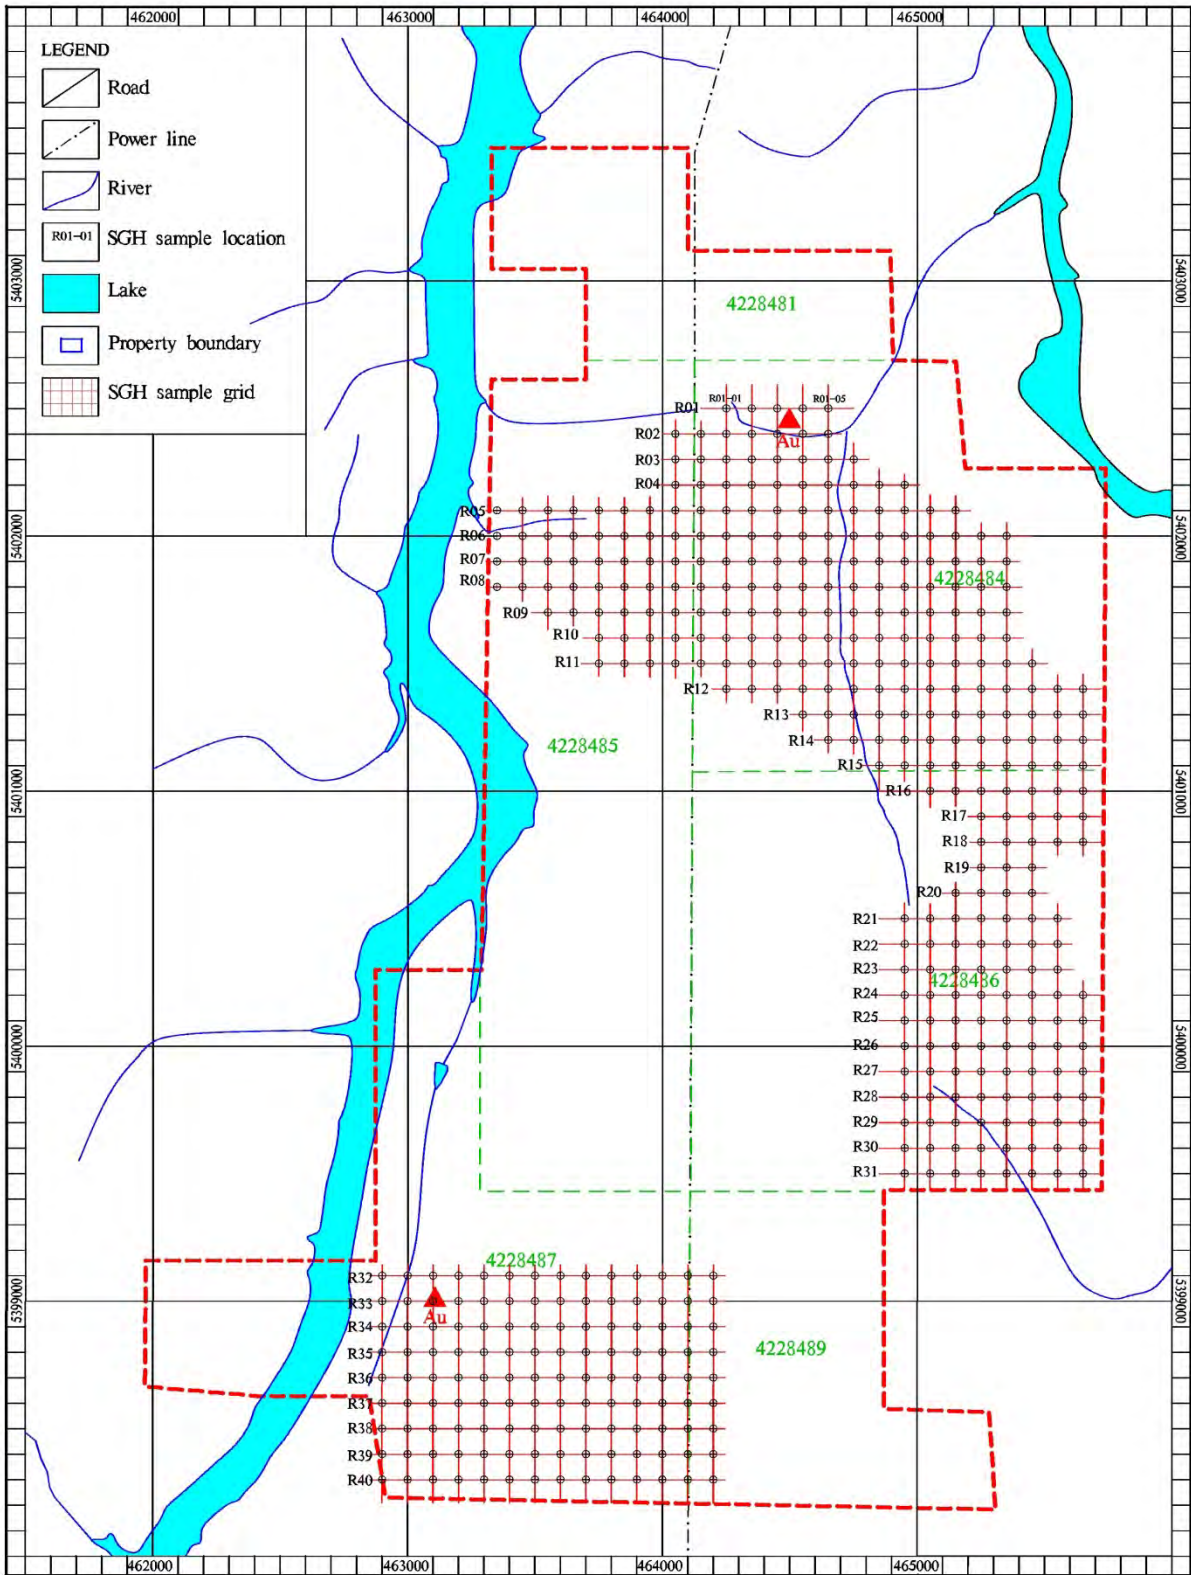 462000 463000 464000 465000
LEGEND
Road
Power line
River
R01-01 SGH sample location
Lake
Property boundary
SGH sample grid
5403000 5403000
4228481
R01-01 R01-05
R01
Au
R02
R03
R04
R05
5402000 5402000
R06
R07
R08
4228484
R09
R10
R11
R12
R13
R14
4228485
R15
R16
5401000 5401000
R17
R18
R19
R20
R21
R22
R23
4228486
R24
R25
5400000 5400000
R26
R27
R28
R29
R30
R31
4228487
R32
R33
5399000 5399000
Au
R34
4228489
R35
R36
R37
R38
R39
R40
462000 463000 464000 465000